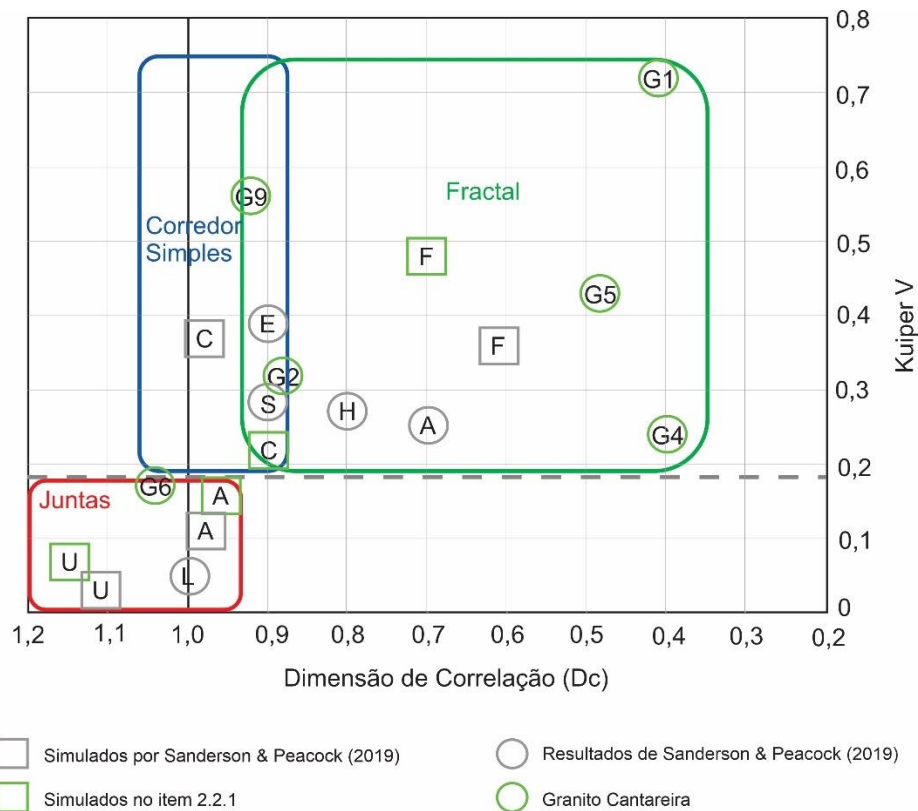 0,8
G1
0,7
Fractal
0,6
G9
Corredor
Simples
F
0,5
G5
Kuiper V
0,4
E
C
F
G2
0,3
S
H
A
C
G4
0,2
G6
A
Juntas
A
0,1
U
L
U
0
1,2 1,1 1,0 0,9 0,8 0,7 0,6 0,5 0,4 0,3 0,2
Dimensão de Correlação (Dc)
Simulados por Sanderson & Peacock (2019)
Resultados de Sanderson & Peacock (2019)
Simulados no item 2.2.1
Granito Cantareira